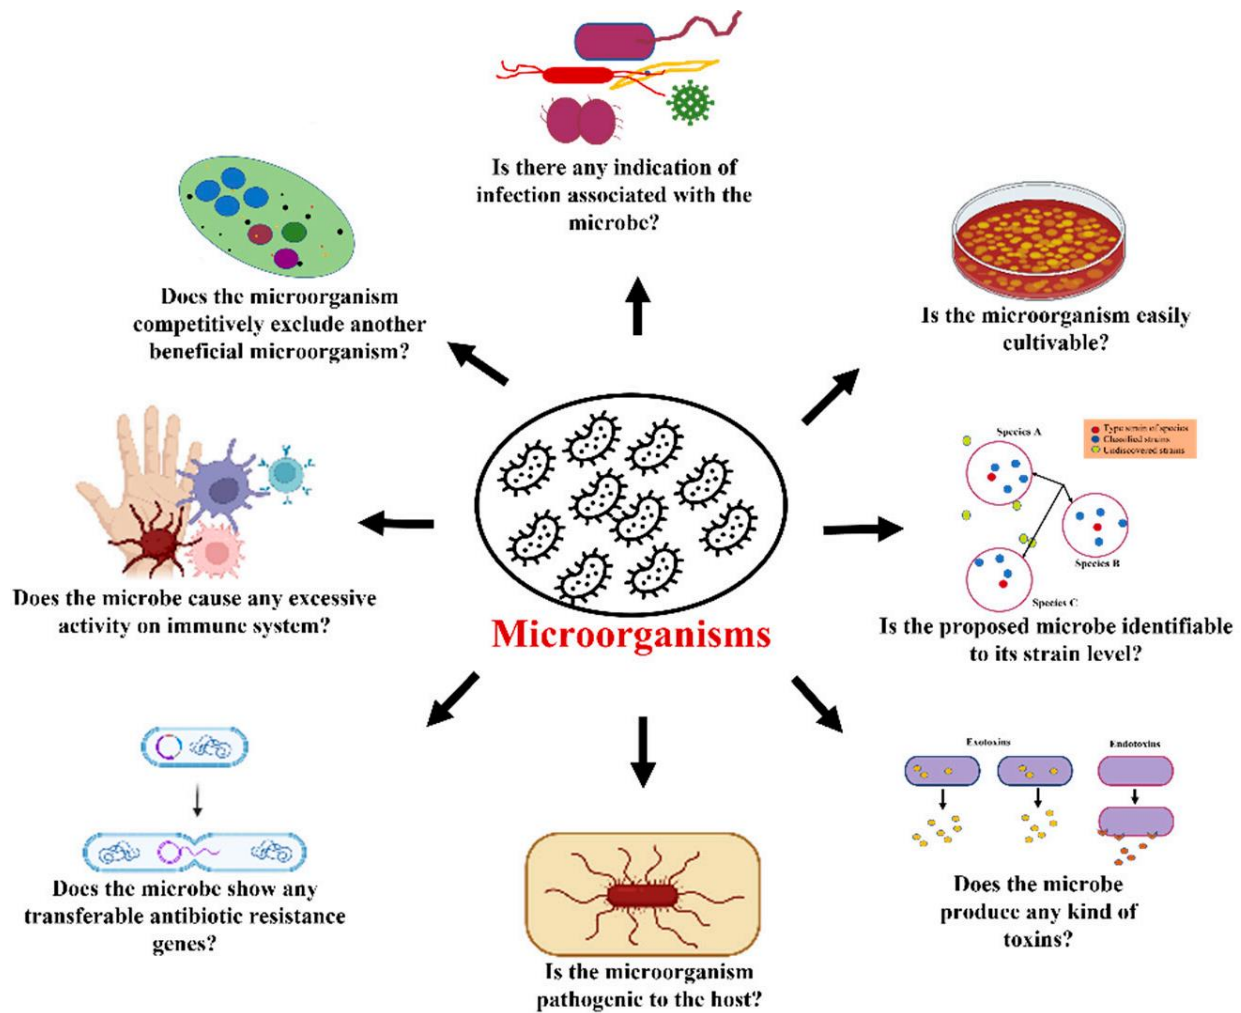 Is there any indication of
infection associated with the
microbe?
Is the microorganism easily
cultivable?
Species A
Type strain of species
Classified strains
Undiscovered strains
Species B
Species C
Is the proposed microbe identifiable
to its strain level?
Exotoxins
Endotoxins
Does the microbe
produce any kind of
toxins?
Is the microorganism
pathogenic to the host?
Does the microbe show any
transferable antibiotic resistance
genes?
Does the microbe cause any excessive
activity on immune system?
Does the microorganism
competitively exclude another
beneficial microorganism?
Microorganisms